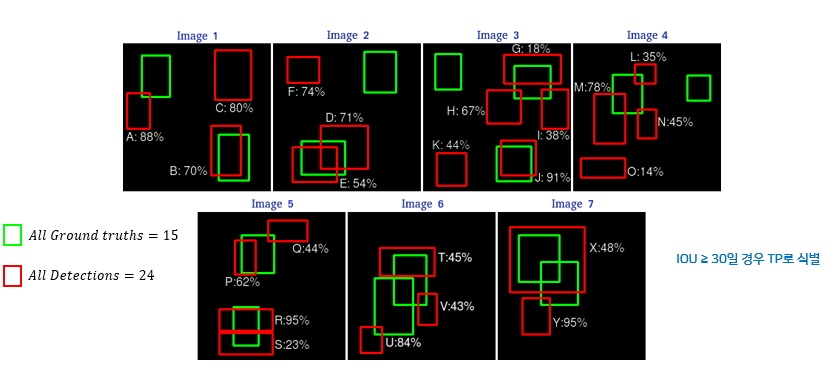 Image 1
Image 2
Image 3
Image 4
A: 88%
C: 80%
B: 70%
F: 74%
D: 71%
E: 54%
G: 18%
H: 67%
I: 38%
K: 44%
J: 91%
L: 35%
M:78%
N:45%
O:14%
Image 5
Image 6
Image 7
Q:44%
P:62%
R:95%
S:23%
T:45%
V:43%
U:84%
X:48%
Y:95%
All Ground truths = 15
All Detections = 24
IOU ≥ 30일 경우 TP로 식별